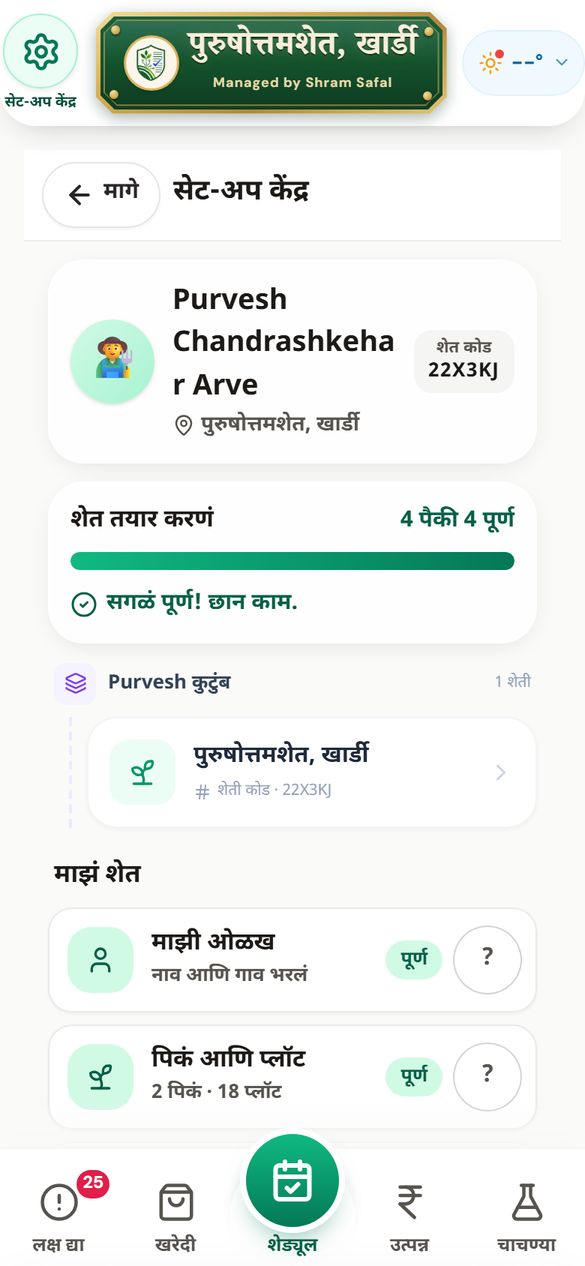 पुरुषोत्तमशेत, खार्डी
Managed by Shram Safal
--°
सेट-अप केंद्र
मागे
सेट-अप केंद्र
Purvesh
Chandrashkeha
r Arve
पुरुषोत्तमशेत, खार्डी
शेत कोड
22X3KJ
शेत तयार करणं
4 पैकी 4 पूर्ण
सगळं पूर्ण! छान काम.
Purvesh कुटुंब
1 शेती
पुरुषोत्तमशेत, खार्डी
# शेती कोड · 22X3KJ
माझं शेत
माझी ओळख
नाव आणि गाव भरलं
पूर्ण
?
पिकं आणि प्लॉट
2 पिकं · 18 प्लॉट
पूर्ण
?
25
लक्ष द्या
खरेदी
शेड्यूल
₹
उत्पन्न
चाचण्या